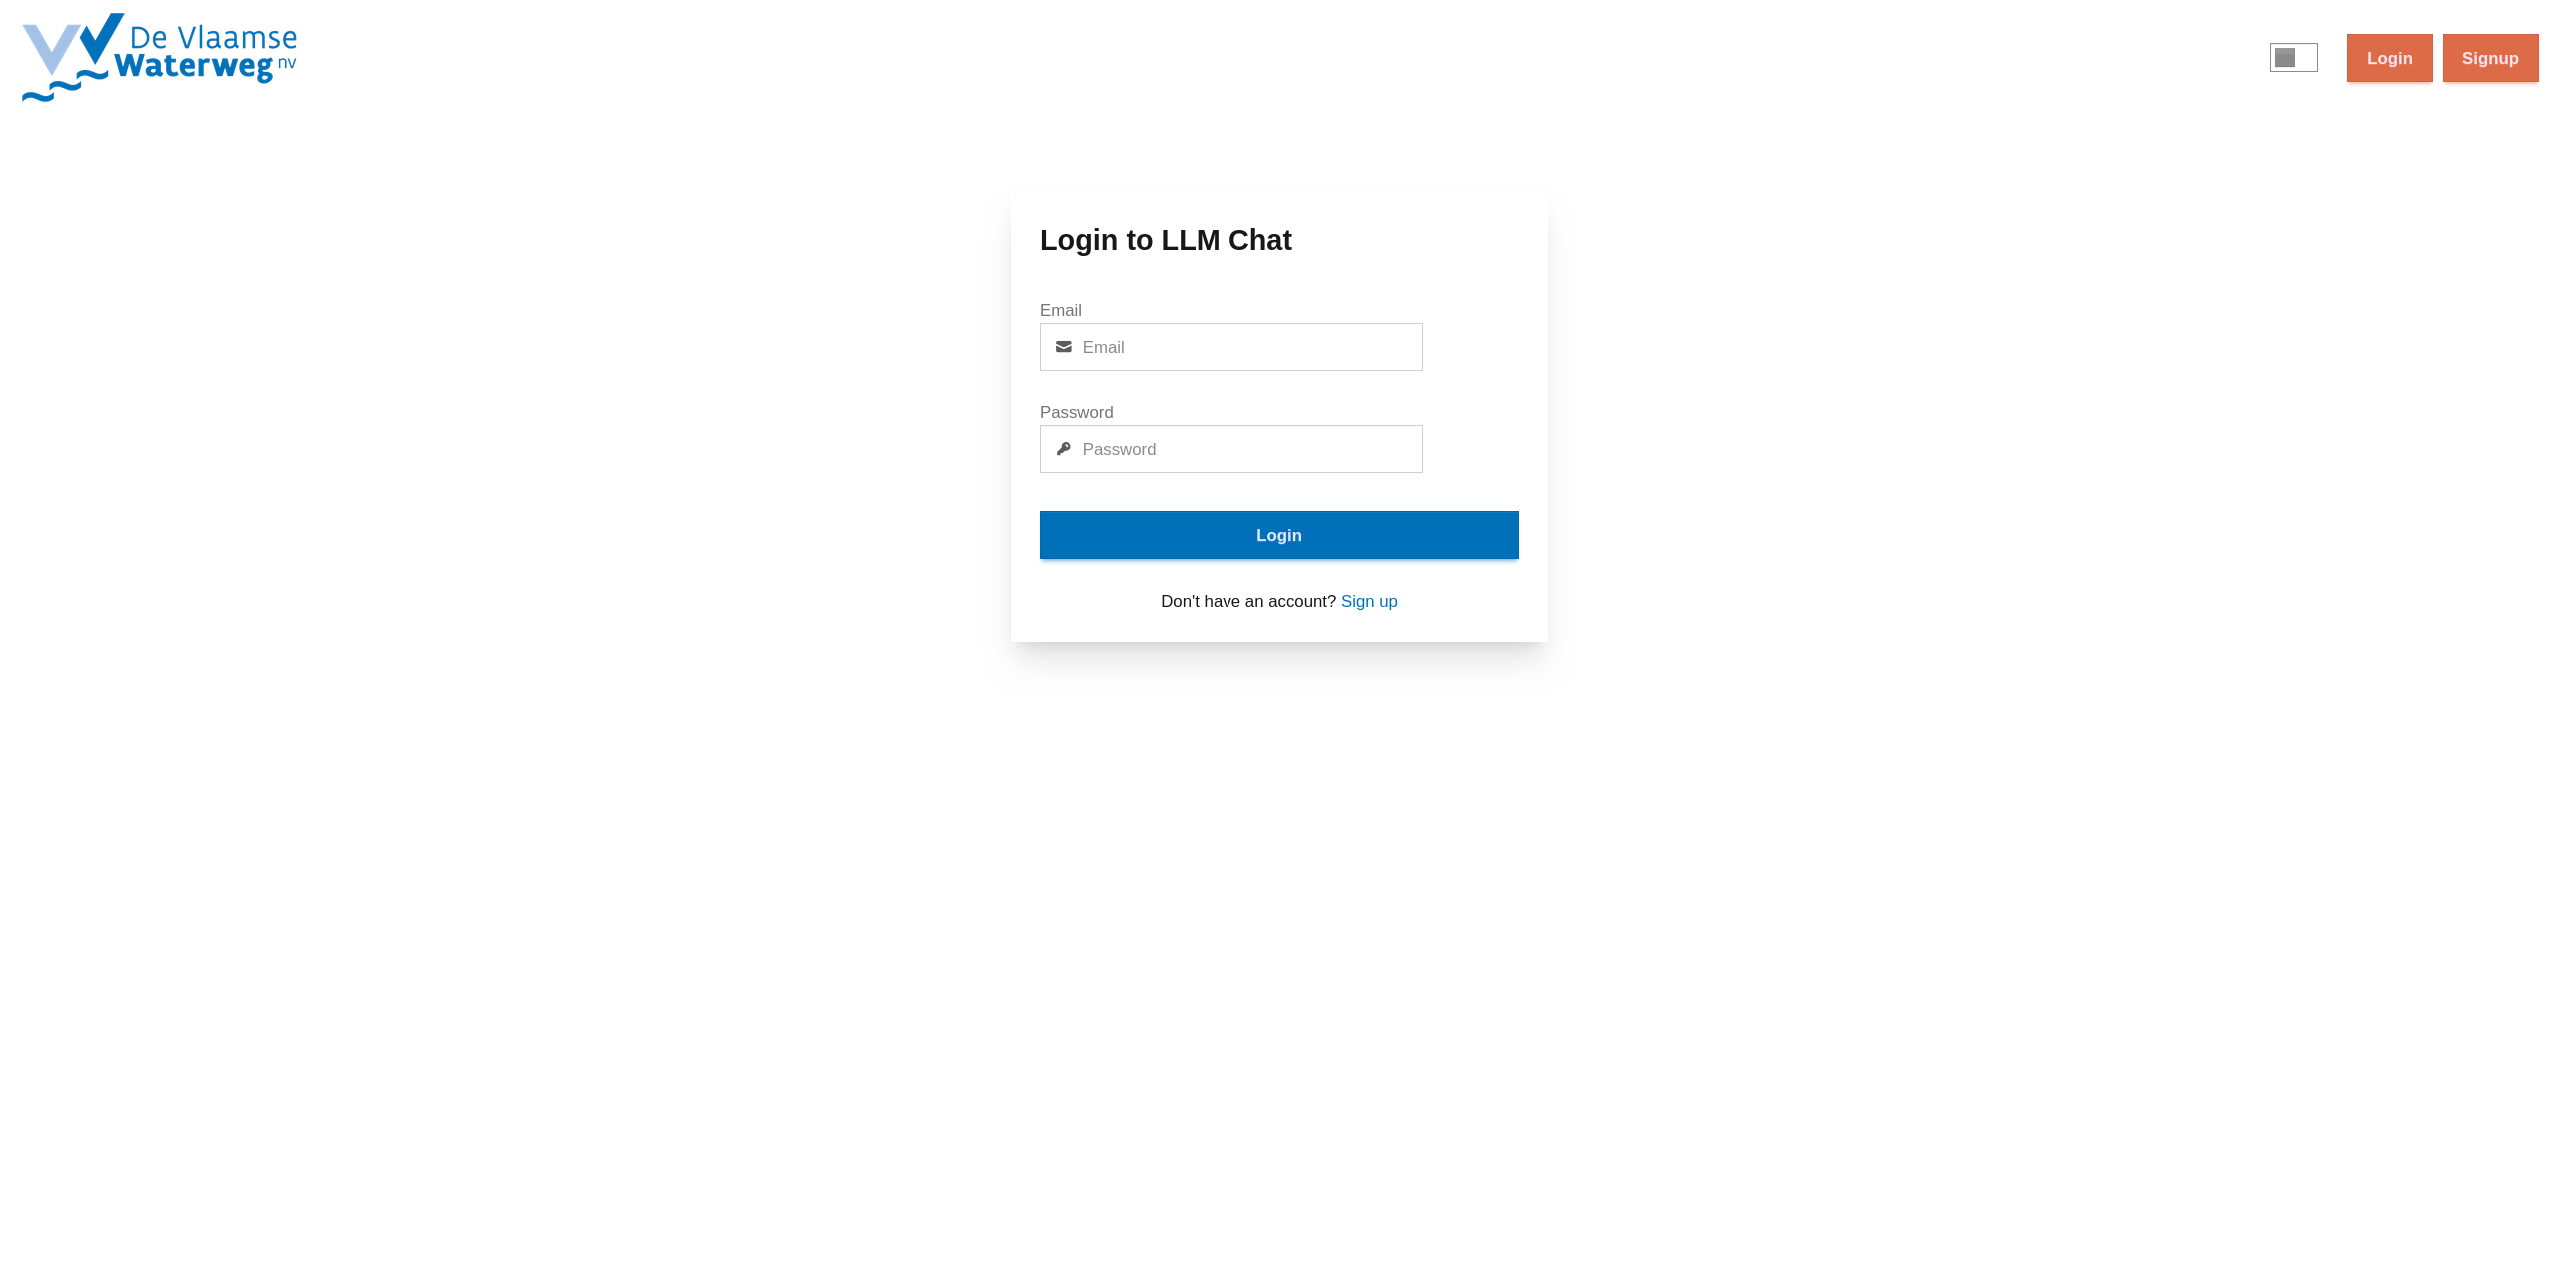 De Vlaamse
Waterweg nv
Login
Signup
Login to LLM Chat
Email
Email
Password
Password
Login
Don't have an account? Sign up